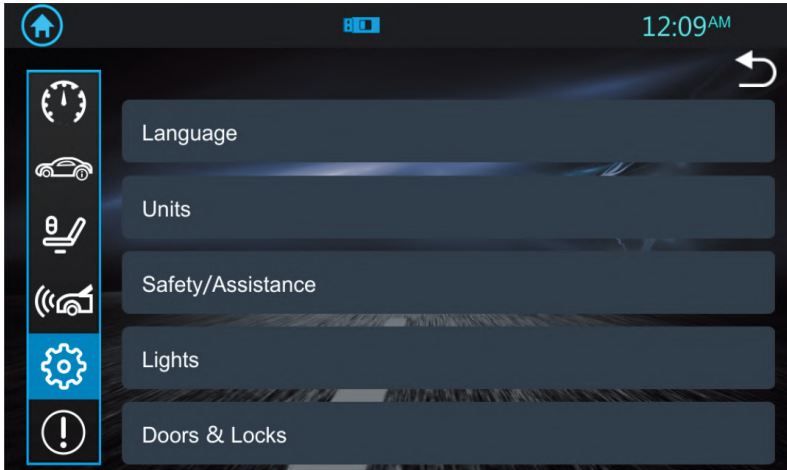 12:09AM
Language
Units
Safety/Assistance
Lights
Doors & Locks